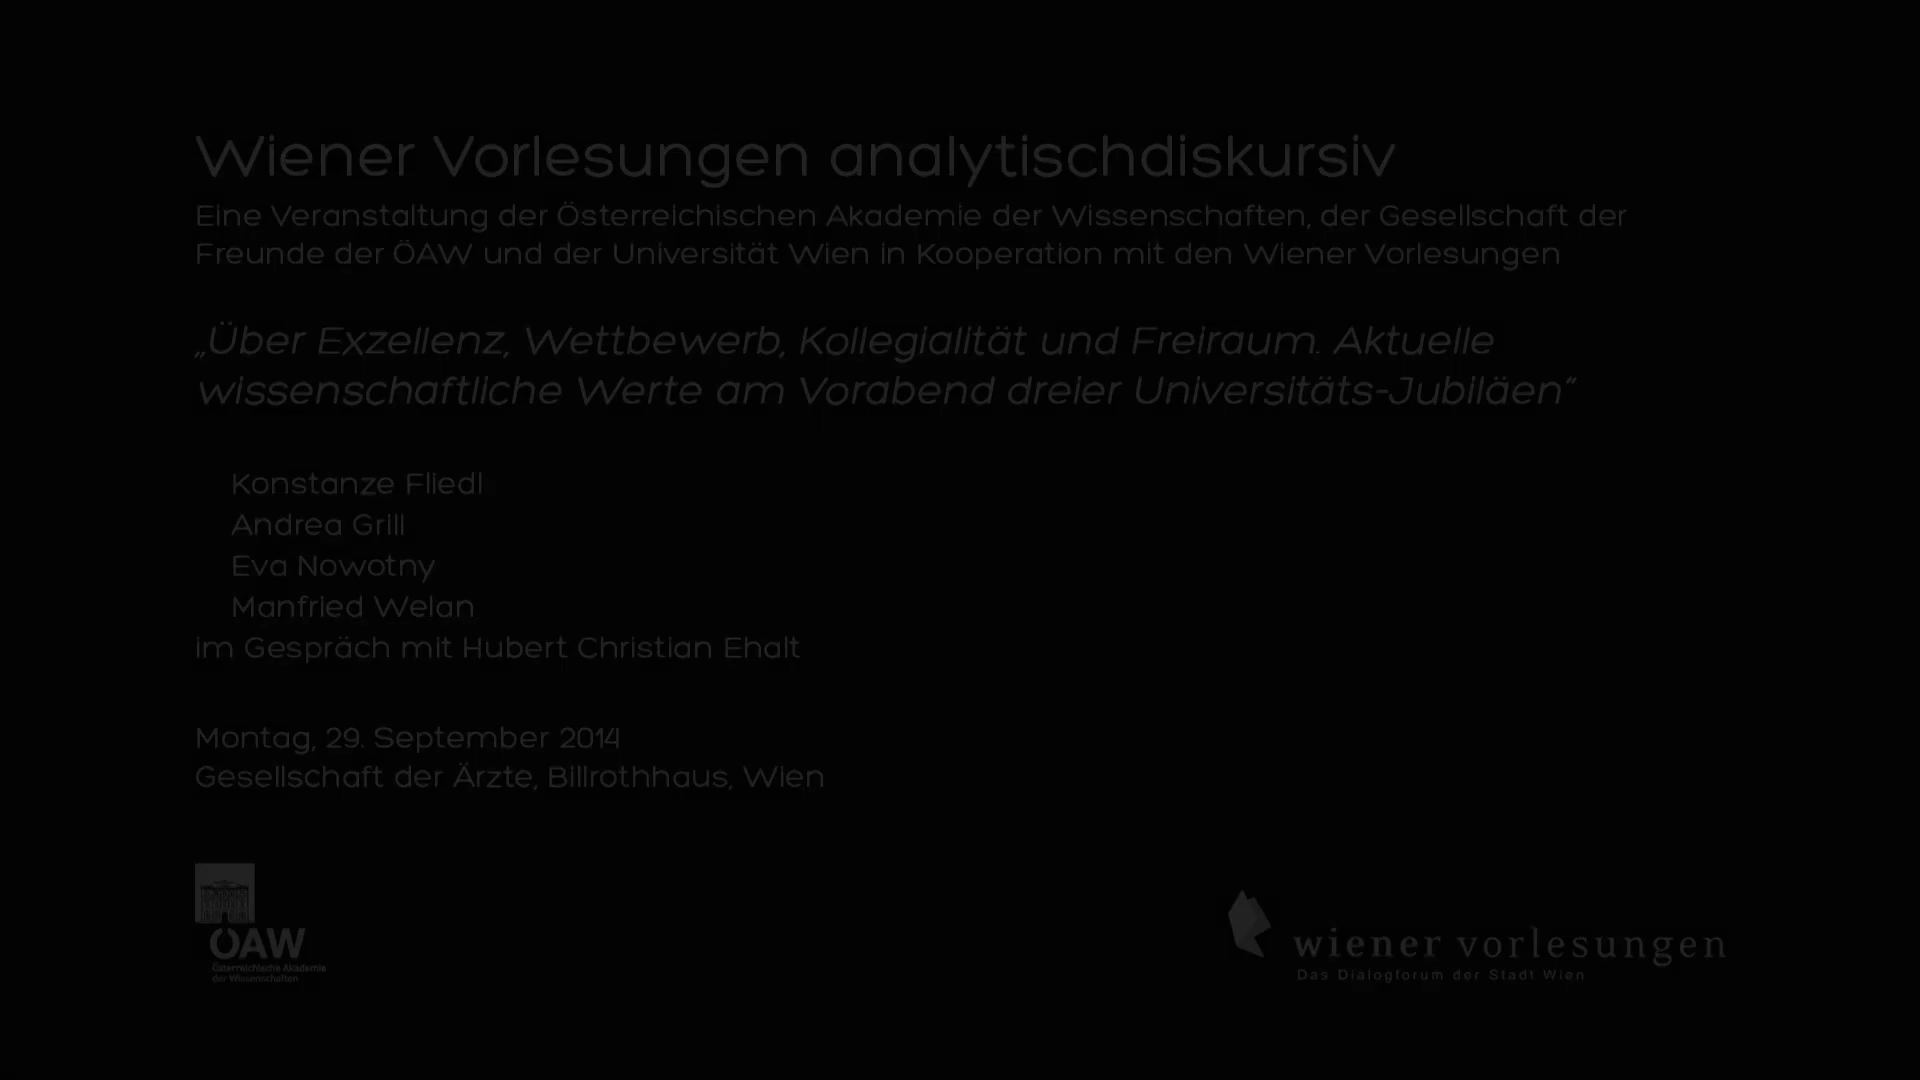 Wiener Vorlesungen analytischdiskursiv
Eine Veranstaltung der Österreichischen Akademie der Wissenschaften, der Gesellschaft der
Freunde der ÖAW und der Universität Wien in Kooperation mit den Wiener Vorlesungen
„Über Exzellenz, Wettbewerb, Kollegialität und Freiraum. Aktuelle
wissenschaftliche Werte am Vorabend dreier Universitäts-Jubiläen“
Konstanze Fliedl
Andrea Grill
Eva Nowotny
Manfried Welan
im Gespräch mit Hubert Christian Ehalt
Montag, 29. September 2014
Gesellschaft der Ärzte, Billrothhaus, Wien
ÖAW
Österreichische Akademie
der Wissenschaften
wiener vorlesungen
Das Dialogforum der Stadt Wien